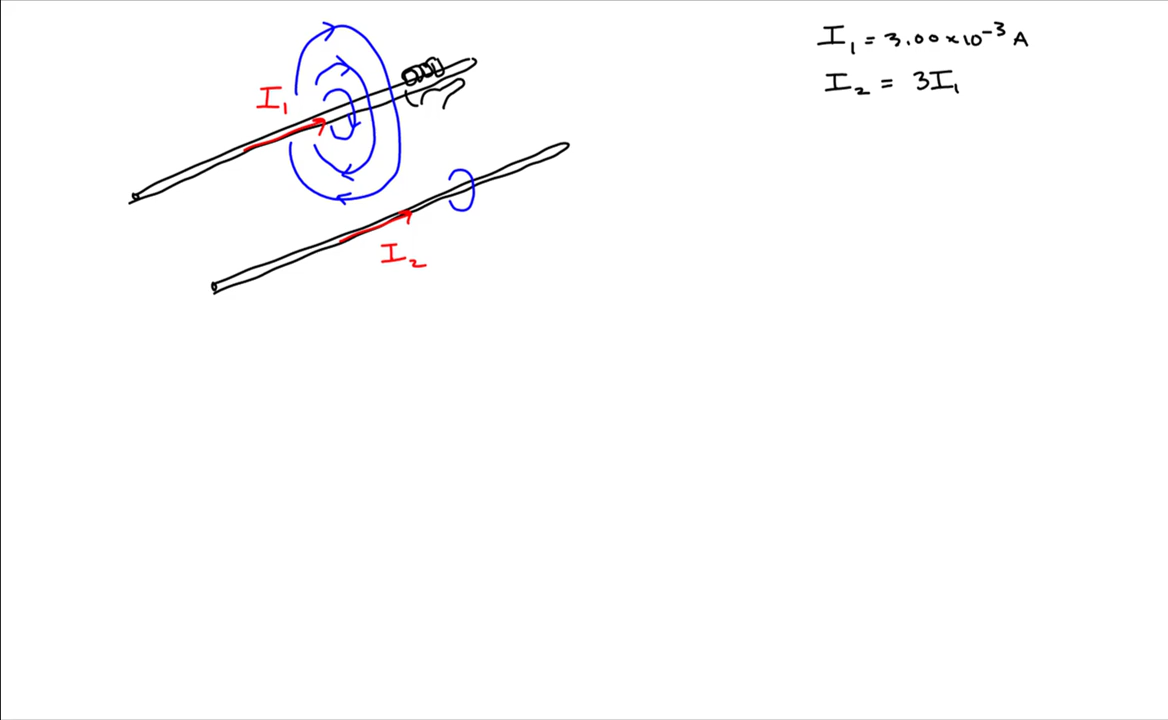 I₁ = 3.00×10⁻³ A
I₂ = 3I₁
I₁
I₂